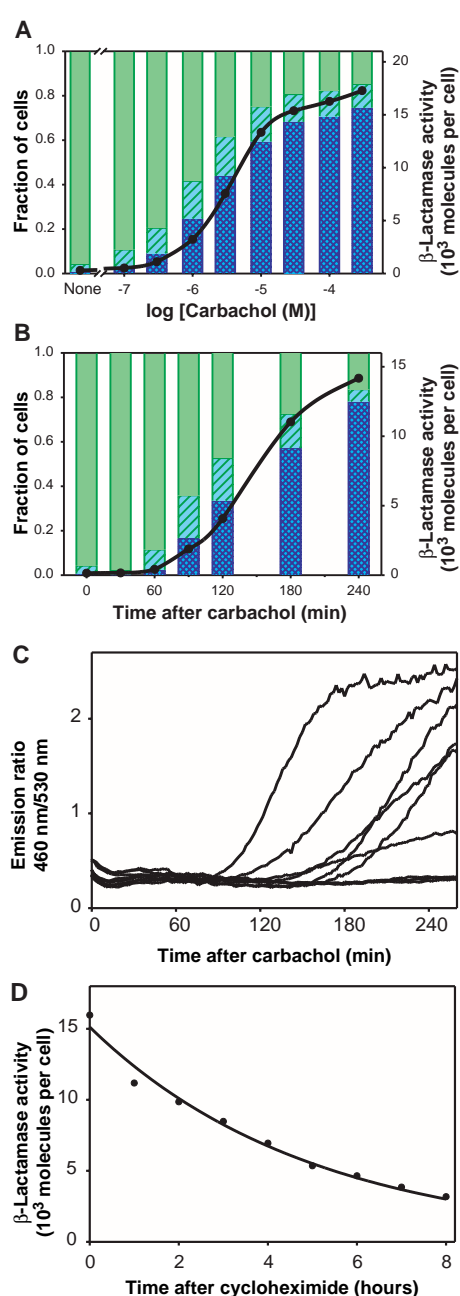 A
Fraction of cells
1.0
0.8
0.6
0.4
0.2
0.0
None
-7
-6
-5
-4
log [Carbachol (M)]
20
15
10
5
0
β-Lactamase activity
(10³ molecules per cell)
B
Fraction of cells
1.0
0.8
0.6
0.4
0.2
0.0
0
60
120
180
240
Time after carbachol (min)
15
10
5
0
β-Lactamase activity
(10³ molecules per cell)
C
Emission ratio
460 nm/530 nm
2
1
0
0
60
120
180
240
Time after carbachol (min)
D
β-Lactamase activity
(10³ molecules per cell)
15
10
5
0
0
2
4
6
8
Time after cycloheximide (hours)